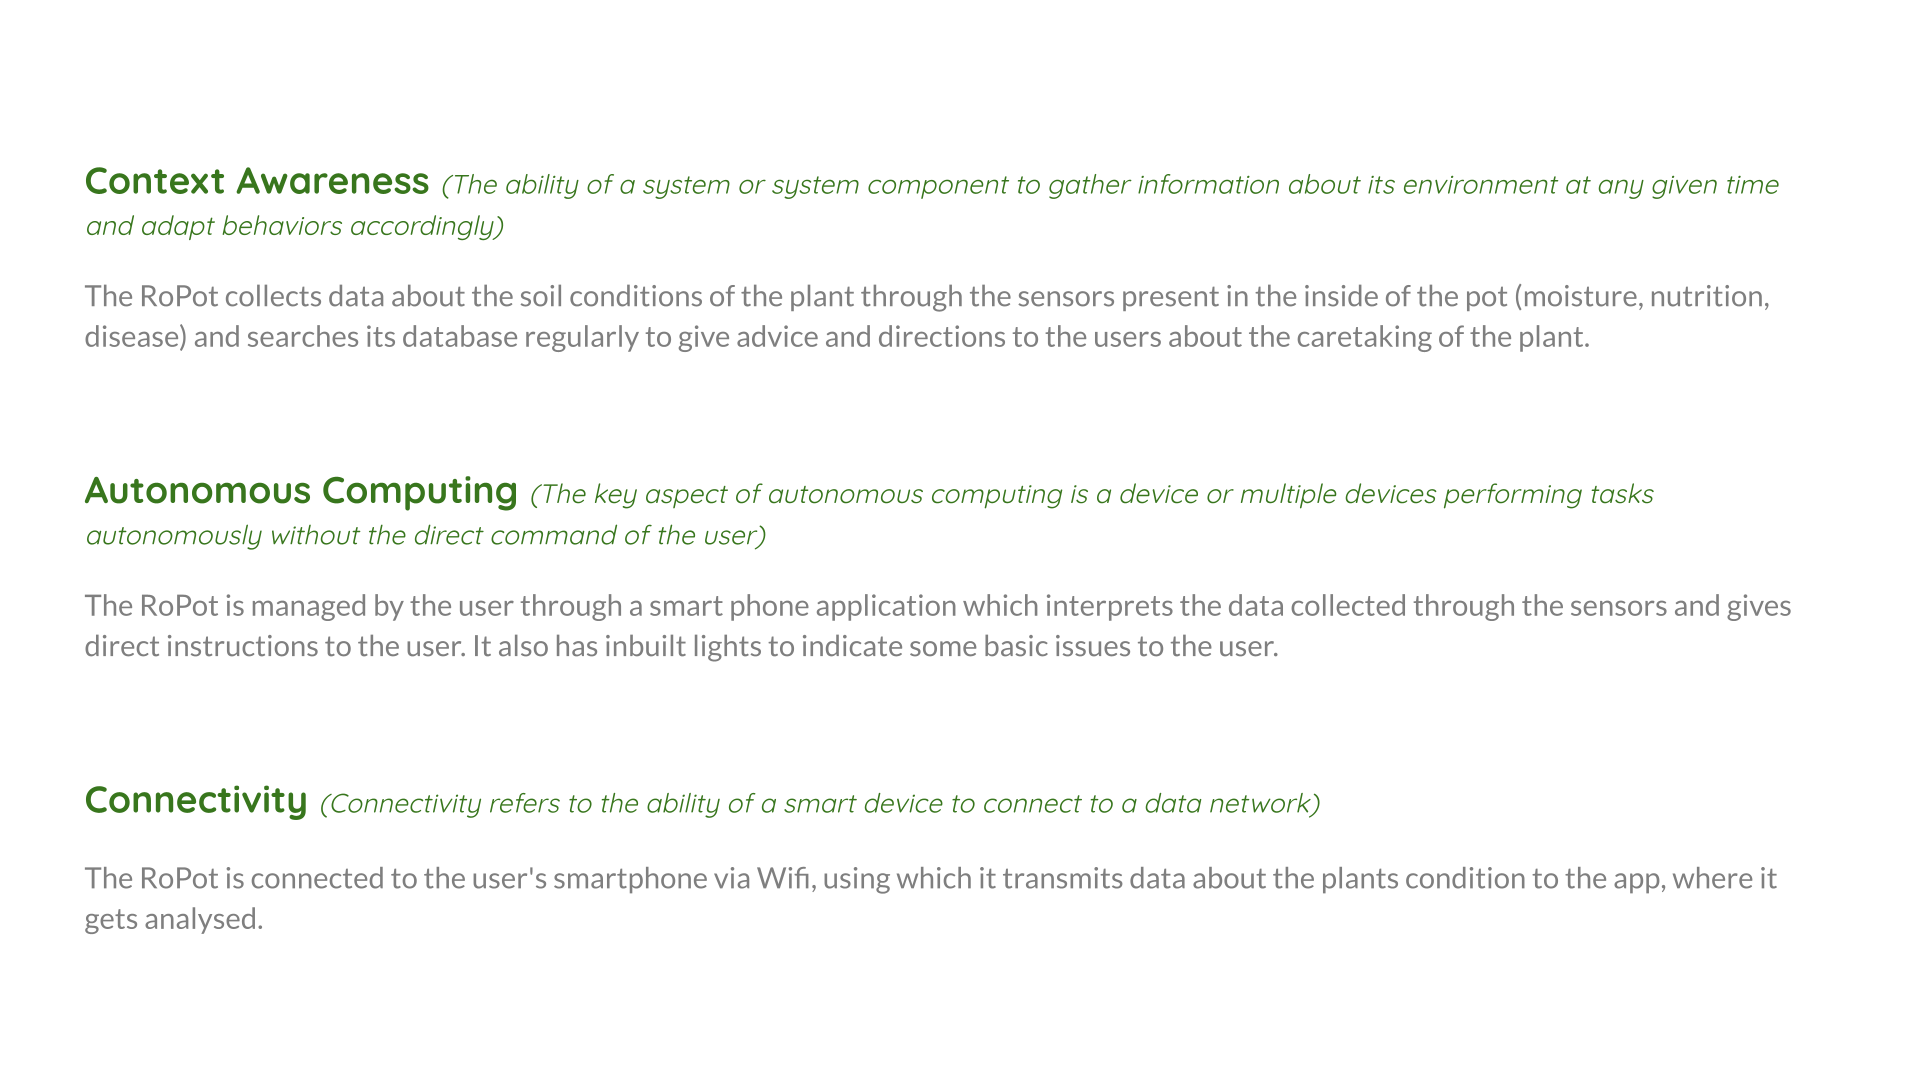 Context Awareness (The ability of a system or system component to gather information about its environment at any given time
and adapt behaviors accordingly)
The RoPot collects data about the soil conditions of the plant through the sensors present in the inside of the pot (moisture, nutrition,
disease) and searches its database regularly to give advice and directions to the users about the caretaking of the plant.
Autonomous Computing (The key aspect of autonomous computing is a device or multiple devices performing tasks
autonomously without the direct command of the user)
The RoPot is managed by the user through a smart phone application which interprets the data collected through the sensors and gives
direct instructions to the user. It also has inbuilt lights to indicate some basic issues to the user.
Connectivity (Connectivity refers to the ability of a smart device to connect to a data network)
The RoPot is connected to the user's smartphone via Wifi, using which it transmits data about the plants condition to the app, where it
gets analysed.